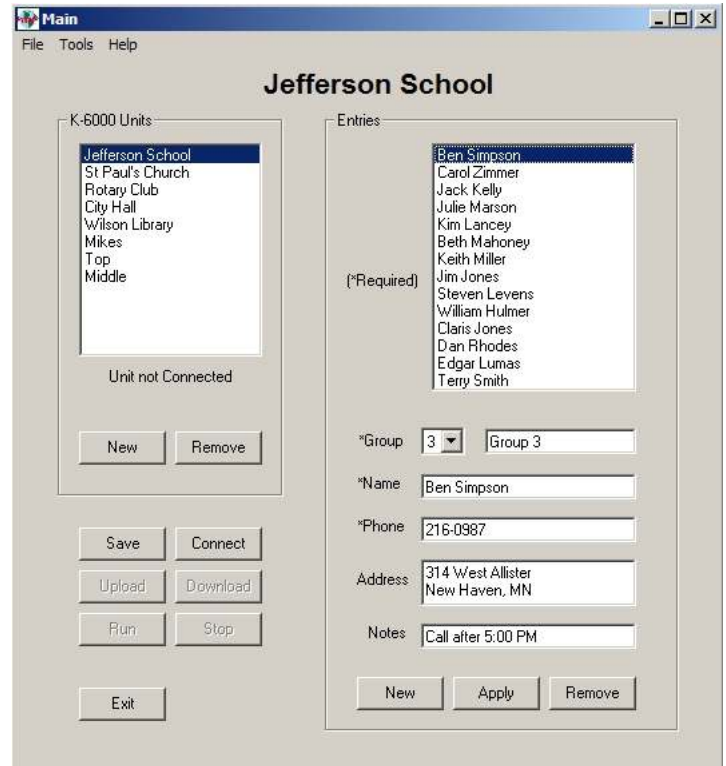 Main
File Tools Help
Jefferson School
K-6000 Units
Jefferson School
St Paul's Church
Rotary Club
City Hall
Wilson Library
Mikes
Top
Middle
Unit not Connected
New Remove
Save Connect
Upload Download
Run Stop
Exit
Entries
(*Required)
Ben Simpson
Carol Zimmer
Jack Kelly
Julie Marson
Kim Lancey
Beth Mahoney
Keith Miller
Jim Jones
Steven Levens
William Hulmer
Claris Jones
Dan Rhodes
Edgar Lumas
Terry Smith
*Group 3 Group 3
*Name Ben Simpson
*Phone 216-0987
Address 314 West Allister
New Haven, MN
Notes Call after 5:00 PM
New Apply Remove